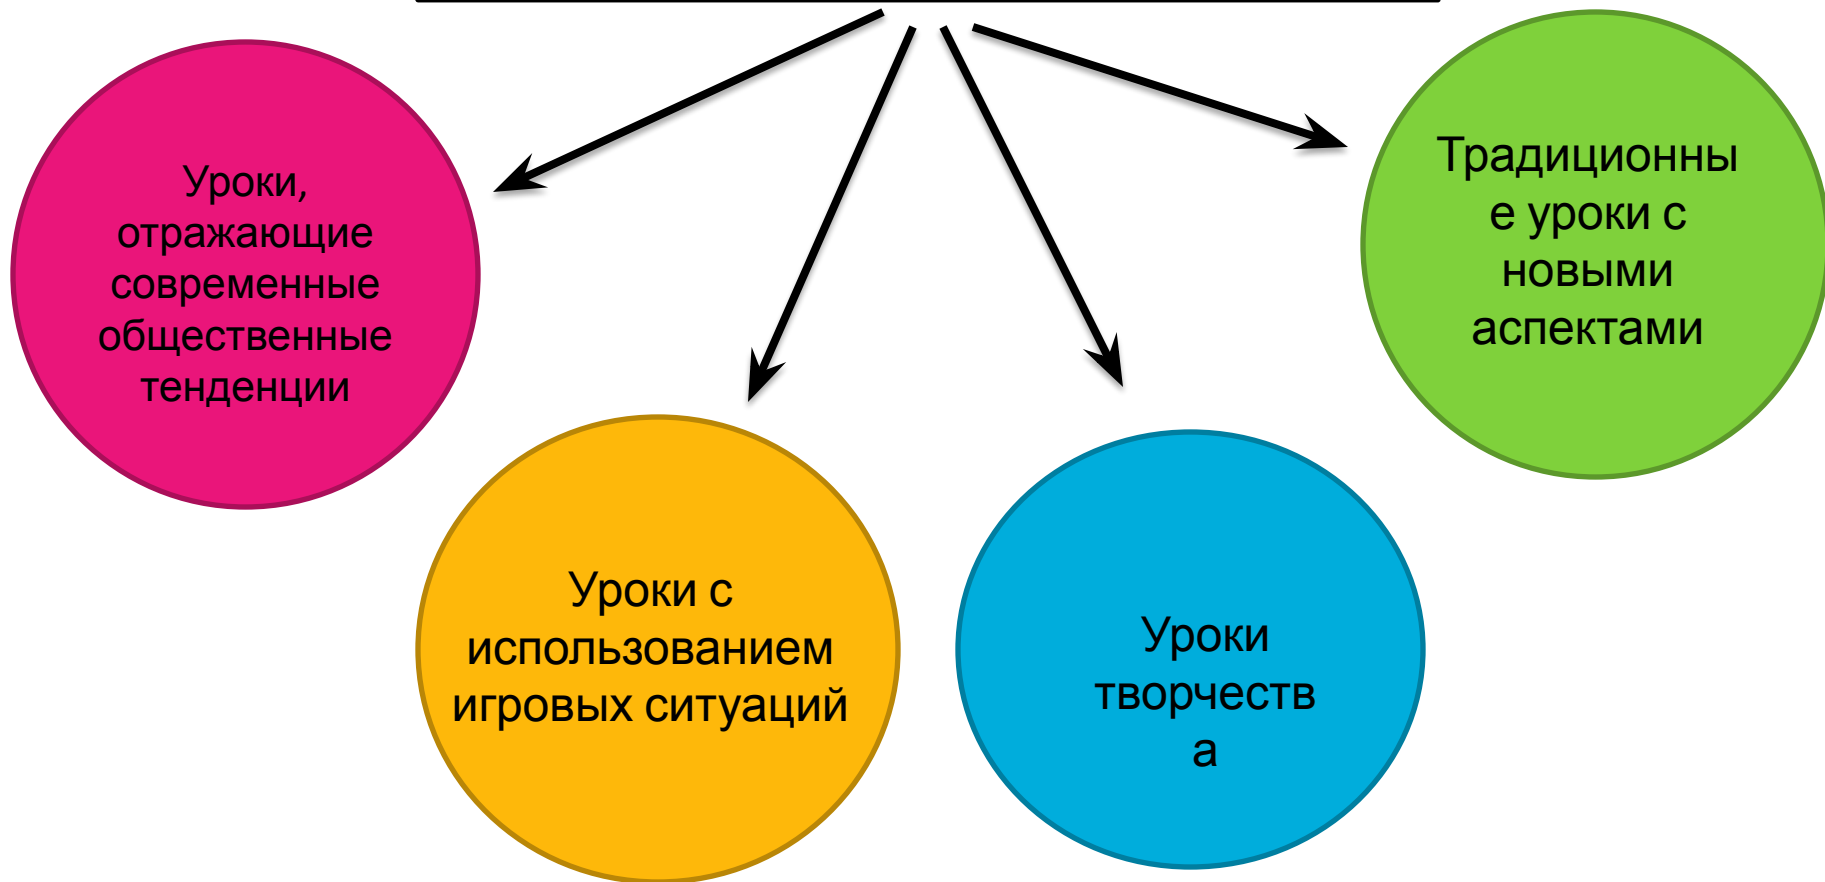 Уроки,
отражающие
современные
общественные
тенденции
Уроки с
использованием
игровых ситуаций
Уроки
творчеств
а
Традиционны
е уроки с
новыми
аспектами